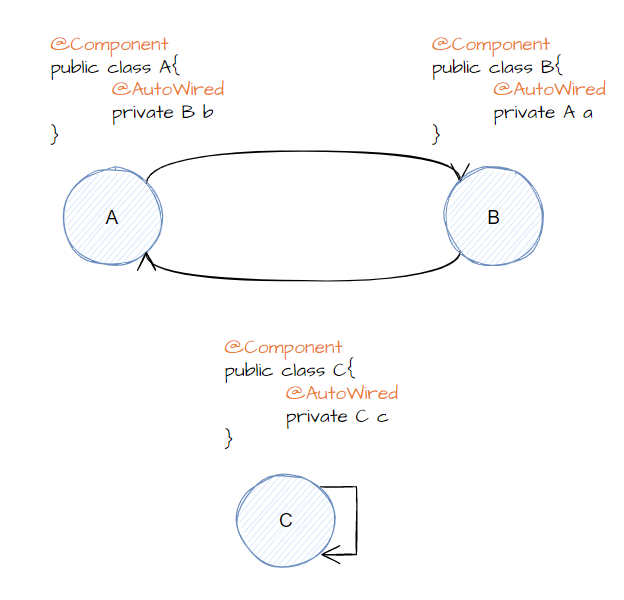 @Component
public class A{
@AutoWired
private B b
}
@Component
public class B{
@AutoWired
private A a
}
A
B
@Component
public class C{
@AutoWired
private C c
}
C